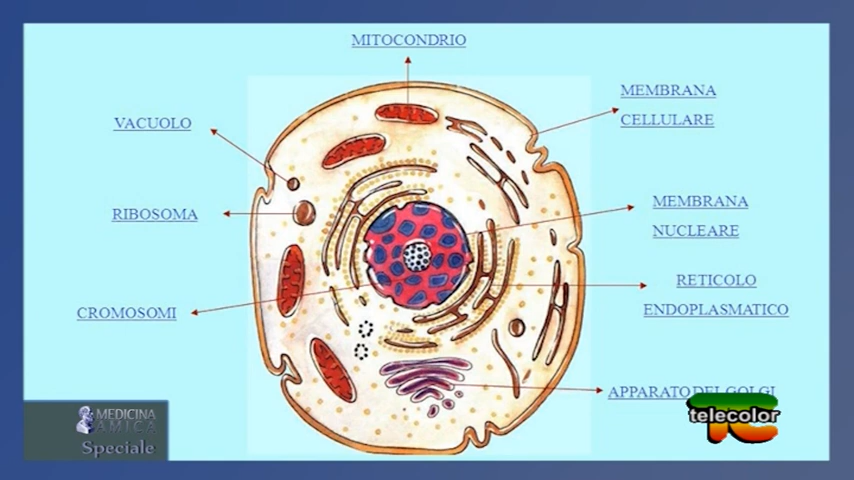 MITOCONDRIO
MEMBRANA
CELLULARE
VACUOLO
RIBOSOMA
MEMBRANA
NUCLEARE
RETICOLO
ENDOPLASMATICO
CROMOSOMI
APPARATO DEL GOLGI
MEDICINA
AMICA
Speciale
telecolor